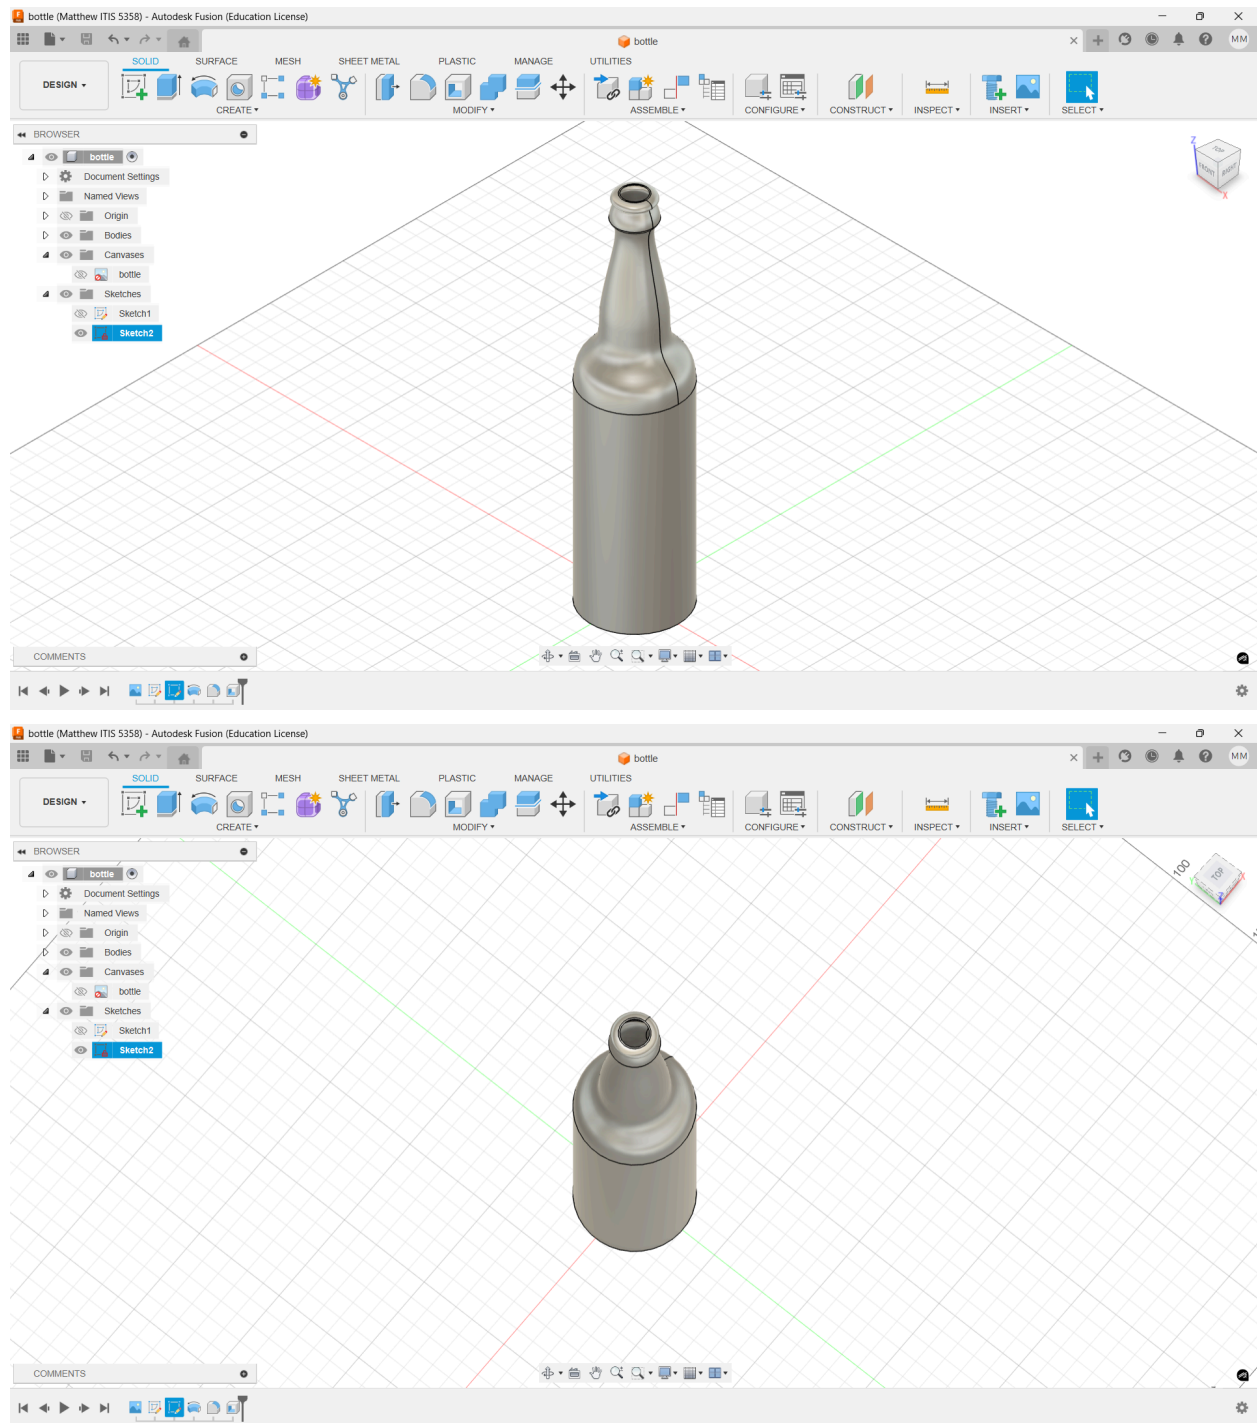 bottle (Matthew ITIS 5358) - Autodesk Fusion (Education License)
bottle
MM
SOLID SURFACE MESH SHEET METAL PLASTIC MANAGE UTILITIES
DESIGN
CREATE MODIFY ASSEMBLE CONFIGURE CONSTRUCT INSPECT INSERT SELECT
BROWSER
bottle
Document Settings
Named Views
Origin
Bodies
Canvases
bottle
Sketches
Sketch1
Sketch2
Z
TOP
FRONT RIGHT
X
COMMENTS
bottle (Matthew ITIS 5358) - Autodesk Fusion (Education License)
bottle
MM
SOLID SURFACE MESH SHEET METAL PLASTIC MANAGE UTILITIES
DESIGN
CREATE MODIFY ASSEMBLE CONFIGURE CONSTRUCT INSPECT INSERT SELECT
BROWSER
bottle
Document Settings
Named Views
Origin
Bodies
Canvases
bottle
Sketches
Sketch1
Sketch2
100
TOP
X
Y
Z
COMMENTS